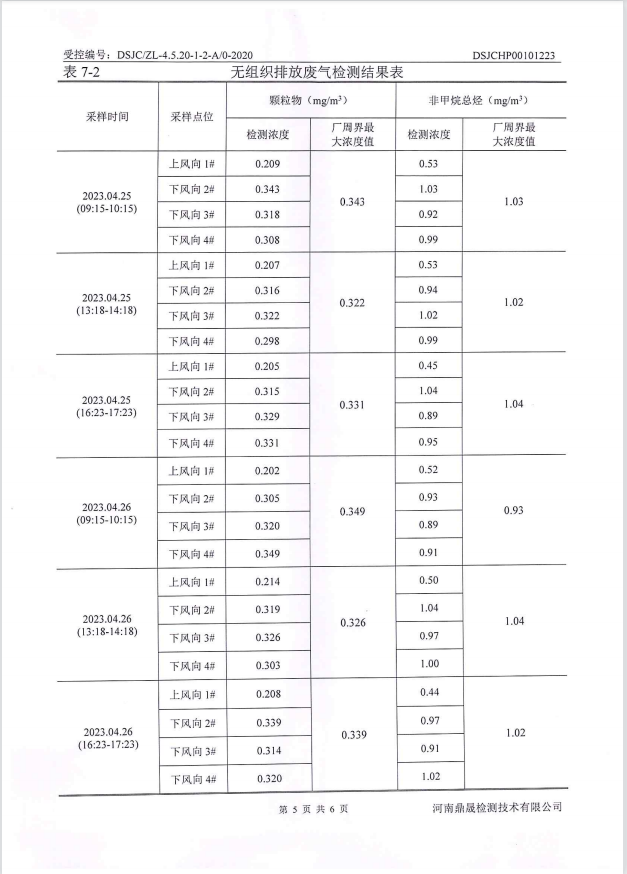 受控编号：DSJC/ZL-4.5.20-1-2-A/0-2020 DSJCHP00101223
表 7-2 无组织排放废气检测结果表
采样时间 采样点位 颗粒物（mg/m³） 非甲烷总烃（mg/m³）
检测浓度 厂周界最大浓度值 检测浓度 厂周界最大浓度值
2023.04.25 (09:15-10:15) 上风向 1# 0.209 0.343 0.53 1.03
下风向 2# 0.343 1.03
下风向 3# 0.318 0.92
下风向 4# 0.308 0.99
2023.04.25 (13:18-14:18) 上风向 1# 0.207 0.322 0.53 1.02
下风向 2# 0.316 0.94
下风向 3# 0.322 1.02
下风向 4# 0.298 0.99
2023.04.25 (16:23-17:23) 上风向 1# 0.205 0.331 0.45 1.04
下风向 2# 0.315 1.04
下风向 3# 0.329 0.89
下风向 4# 0.331 0.95
2023.04.26 (09:15-10:15) 上风向 1# 0.202 0.349 0.52 0.93
下风向 2# 0.305 0.93
下风向 3# 0.320 0.89
下风向 4# 0.349 0.91
2023.04.26 (13:18-14:18) 上风向 1# 0.214 0.326 0.50 1.04
下风向 2# 0.319 1.04
下风向 3# 0.326 0.97
下风向 4# 0.303 1.00
2023.04.26 (16:23-17:23) 上风向 1# 0.208 0.339 0.44 1.02
下风向 2# 0.339 0.97
下风向 3# 0.314 0.91
下风向 4# 0.320 1.02
第 5 页 共 6 页 河南鼎晟检测技术有限公司